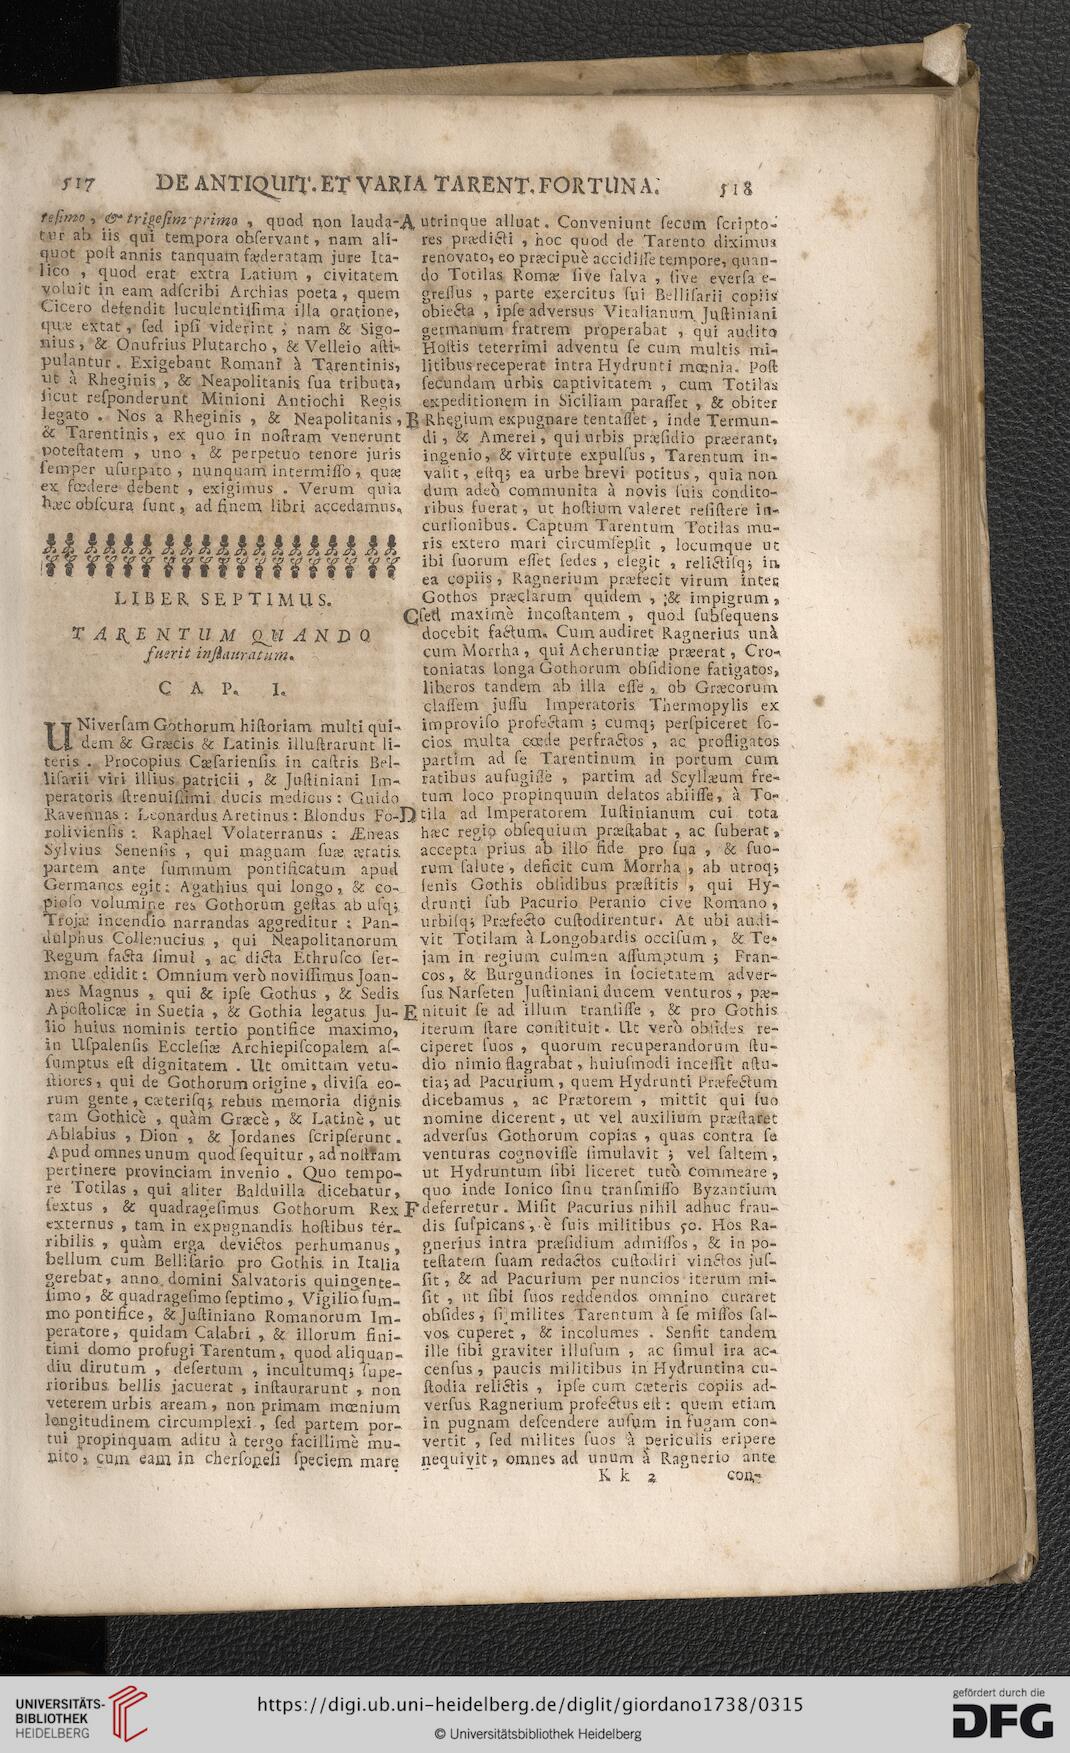 517 DE ANTIQUIT. ET VARIA TARENT. FORTUNA. 518
tesimo, & trigesim primo, quod non lauda-
tur ab iis qui tempora observant, nam ali-
quot post annis tanquam fæderatam jure Ita-
lico, quod erat extra Latium, civitatem
voluit in eam adscribi Archias poeta, quem
Cicero defendit luculentissima illa oratione,
quæ extat, sed ipsi viderint; nam & Sigo-
nius, & Onufrius Plutarcho, & Velleio asti-
pulantur. Exigebant Romani à Tarentinis,
ut à Rheginis, & Neapolitanis sua tributa,
sicut responderunt Minioni Antiochi Regis
legato. Nos a Rheginis, & Neapolitanis,
& Tarentinis, ex quo in nostram venerunt
potestatem, uno, & perpetuo tenore juris
semper usurpato, nunquam intermisso, quæ
ex fœdere debent, exigimus. Verum quia
hæc obscura sunt, ad finem libri accedamus.
LIBER SEPTIMUS.
TARENTUM QUANDO
fuerit instauratum.
CAP. I.
UNiversam Gothorum historiam multi qui-
dem & Græcis & Latinis illustrarunt li-
teris. Procopius Cæsariensis in castris Bel-
lisarii viri illius patricii, & Justiniani Im-
peratoris strenuissimi ducis medicus: Guido
Ravennas: Leonardus Aretinus: Blondus Fo-
roliviensis: Raphael Volaterranus: Æneas
Sylvius Senensis, qui magnam suæ ætatis
partem ante summum pontificatum apud
Germanos egit: Agathius qui longo, & co-
pioso volumine res Gothorum gestas ab usq;
Trojæ incendio narrandas aggreditur: Pan-
dulphus Collenucius, qui Neapolitanorum
Regum facta simul, ac dicta Ethrusco ser-
mone edidit: Omnium verò novissimus Joan-
nes Magnus, qui & ipse Gothus, & Sedis
Apostolicæ in Suetia, & Gothia legatus Ju-
lio huius nominis tertio pontifice maximo,
in Uspalensis Ecclesiæ Archiepiscopalem as-
sumptus est dignitatem. Ut omittam vetu-
stiores, qui de Gothorum origine, divisa eo-
rum gente, cæterisq; rebus memoria dignis
tam Gothicè, quàm Græcè, & Latinè, ut
Ablabius, Dion, & Jordanes scripserunt.
Apud omnes unum quod sequitur, ad nostram
pertinere provinciam invenio. Quo tempo-
re Totilas, qui aliter Balduilla dicebatur,
sextus, & quadragesimus Gothorum Rex
externus, tam in expugnandis hostibus ter-
ribilis, quàm erga devictos perhumanus,
bellum cum Bellisario pro Gothis in Italia
gerebat, anno domini Salvatoris quingente-
simo, & quadragesimo septimo, Vigilio sum-
mo pontifice, & Justiniano Romanorum Im-
peratore, quidam Calabri, & illorum fini-
timi domo profugi Tarentum, quod aliquan-
diu dirutum, desertum, incultumq; supe-
rioribus bellis jacuerat, instaurarunt, non
veterem urbis aream, non primam mœnium
longitudinem circumplexi, sed partem por-
tui propinquam aditu à tergo facillimè mu-
nito, cum eam in chersonesi speciem mare
A utrinque alluat. Conveniunt secum scripto-
res prædicti, hoc quod de Tarento diximus
renovato, eo præcipuè accidisse tempore, quan-
do Totilas Romæ sive salva, sive eversa e-
gressus, parte exercitus sui Bellisarii copiis
obiecta, ipse adversus Vitalianum Justiniani
germanum fratrem properabat, qui audito
Hostis teterrimi adventu se cum multis mi-
litibus receperat intra Hydrunti mœnia. Post
secundam urbis captivitatem, cum Totilas
expeditionem in Siciliam parasset, & obiter
B Rhegium expugnare tentasset, inde Termun-
di, & Amerei, qui urbis præsidio præerant,
ingenio, & virtute expulsus, Tarentum in-
vasit, estq; ea urbe brevi potitus, quia non
dum adeò communita à novis suis condito-
ribus fuerat, ut hostium valeret resistere in-
cursionibus. Captum Tarentum Totilas mu-
ris extero mari circumsepsit, locumque ut
ibi suorum esset sedes, elegit, relictisq; in
ea copiis, Ragnerium præfecit virum inter
Gothos præclarum quidem, & impigrum,
C sed maximè incostantem, quod subsequens
docebit factum. Cum audiret Ragnerius unà
cum Morrha, qui Acheruntiæ præerat, Cro-
toniatas longa Gothorum obsidione fatigatos,
liberos tandem ab illa esse, ob Græcorum
classem jussu Imperatoris Thermopylis ex
improviso profectam; cumq; perspiceret so-
cios multa cœde perfractos, ac profligatos
partim ad se Tarentinum in portum cum
ratibus aufugisse, partim ad Scyllæum fre-
tum loco propinquum delatos abiisse, à To-
D tila ad Imperatorem Iustinianum cui tota
hæc regio obsequium præstabat, ac suberat,
accepta prius ab illo fide pro sua, & suo-
rum salute, deficit cum Morrha, ab utroq;
senis Gothis obsidibus præstitis, qui Hy-
drunti sub Pacurio Peranio cive Romano,
urbisq; Præfecto custodirentur. At ubi audi-
vit Totilam à Longobardis occisum, & Te-
jam in regium culmen assumptum; Fran-
cos, & Burgundiones in societatem adver-
sus Narseten Justiniani ducem venturos, pæ-
E nituit se ad illum transisse, & pro Gothis
iterum stare constituit. Ut verò obsides re-
ciperet suos, quorum recuperandorum stu-
dio nimio flagrabat, huiusmodi incessit astu-
tia; ad Pacurium, quem Hydrunti Præfectum
dicebamus, ac Prætorem, mittit qui suo
nomine dicerent, ut vel auxilium præstaret
adversus Gothorum copias, quas contra se
venturas cognovisse simulavit; vel saltem,
ut Hydruntum sibi liceret tutò commeare,
quo inde Ionico sinu transmisso Byzantium
F deferretur. Misit Pacurius nihil adhuc frau-
dis suspicans, è suis militibus 50. Hos Ra-
gnerius intra præsidium admissos, & in po-
testatem suam redactos custodiri vinctos jus-
sit, & ad Pacurium per nuncios iterum mi-
sit, ut sibi suos reddendos omnino curaret
obsides, si milites Tarentum à se missos sal-
vos cuperet, & incolumes. Sensit tandem
ille sibi graviter illusum, ac simul ira ac-
census, paucis militibus in Hydruntina cu-
stodia relictis, ipse cum cæteris copiis ad-
versus Ragnerium profectus est: quem etiam
in pugnam descendere ausum in fugam con-
vertit, sed milites suos à periculis eripere
nequivit, omnes ad unum à Ragnerio ante
K k 2 con-
UNIVERSITÄTS-
BIBLIOTHEK
HEIDELBERG
https://digi.ub.uni-heidelberg.de/diglit/giordano1738/0315
© Universitätsbibliothek Heidelberg
gefördert durch die
DFG